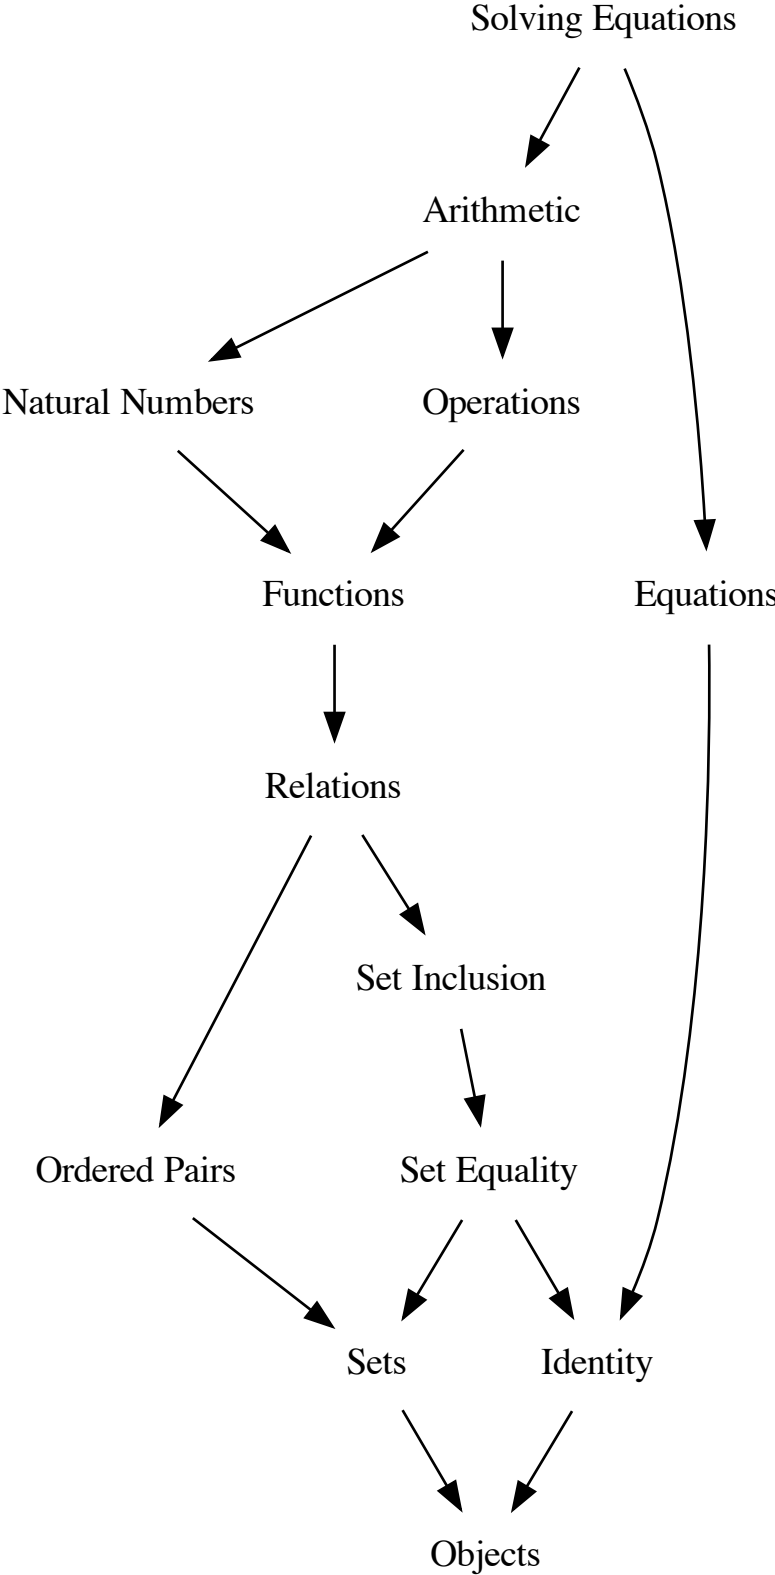 Solving Equations
Arithmetic
Natural Numbers
Operations
Functions
Equations
Relations
Set Inclusion
Ordered Pairs
Set Equality
Sets
Identity
Objects